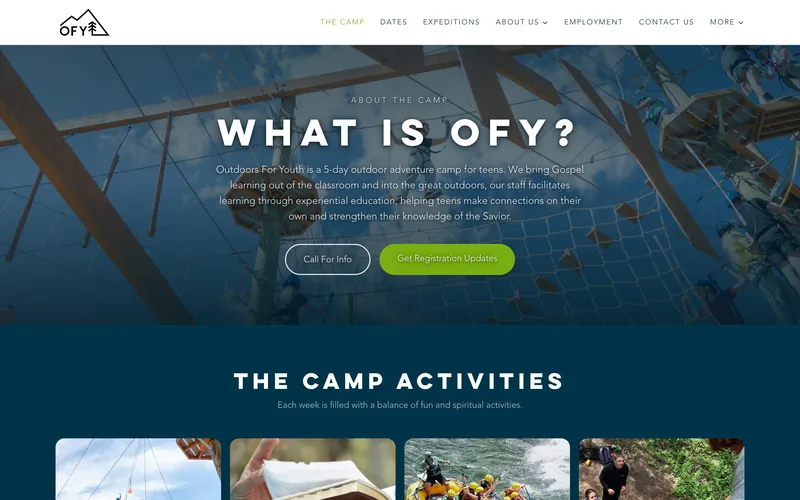 OFY
THE CAMP
DATES
EXPEDITIONS
ABOUT US
EMPLOYMENT
CONTACT US
MORE
ABOUT THE CAMP
WHAT IS OFY?
Outdoors For Youth is a 5-day outdoor adventure camp for teens. We bring Gospel
learning out of the classroom and into the great outdoors, our staff facilitates
learning through experiential education, helping teens make connections on their
own and strengthen their knowledge of the Savior.
Call For Info
Get Registration Updates
THE CAMP ACTIVITIES
Each week is filled with a balance of fun and spiritual activities.